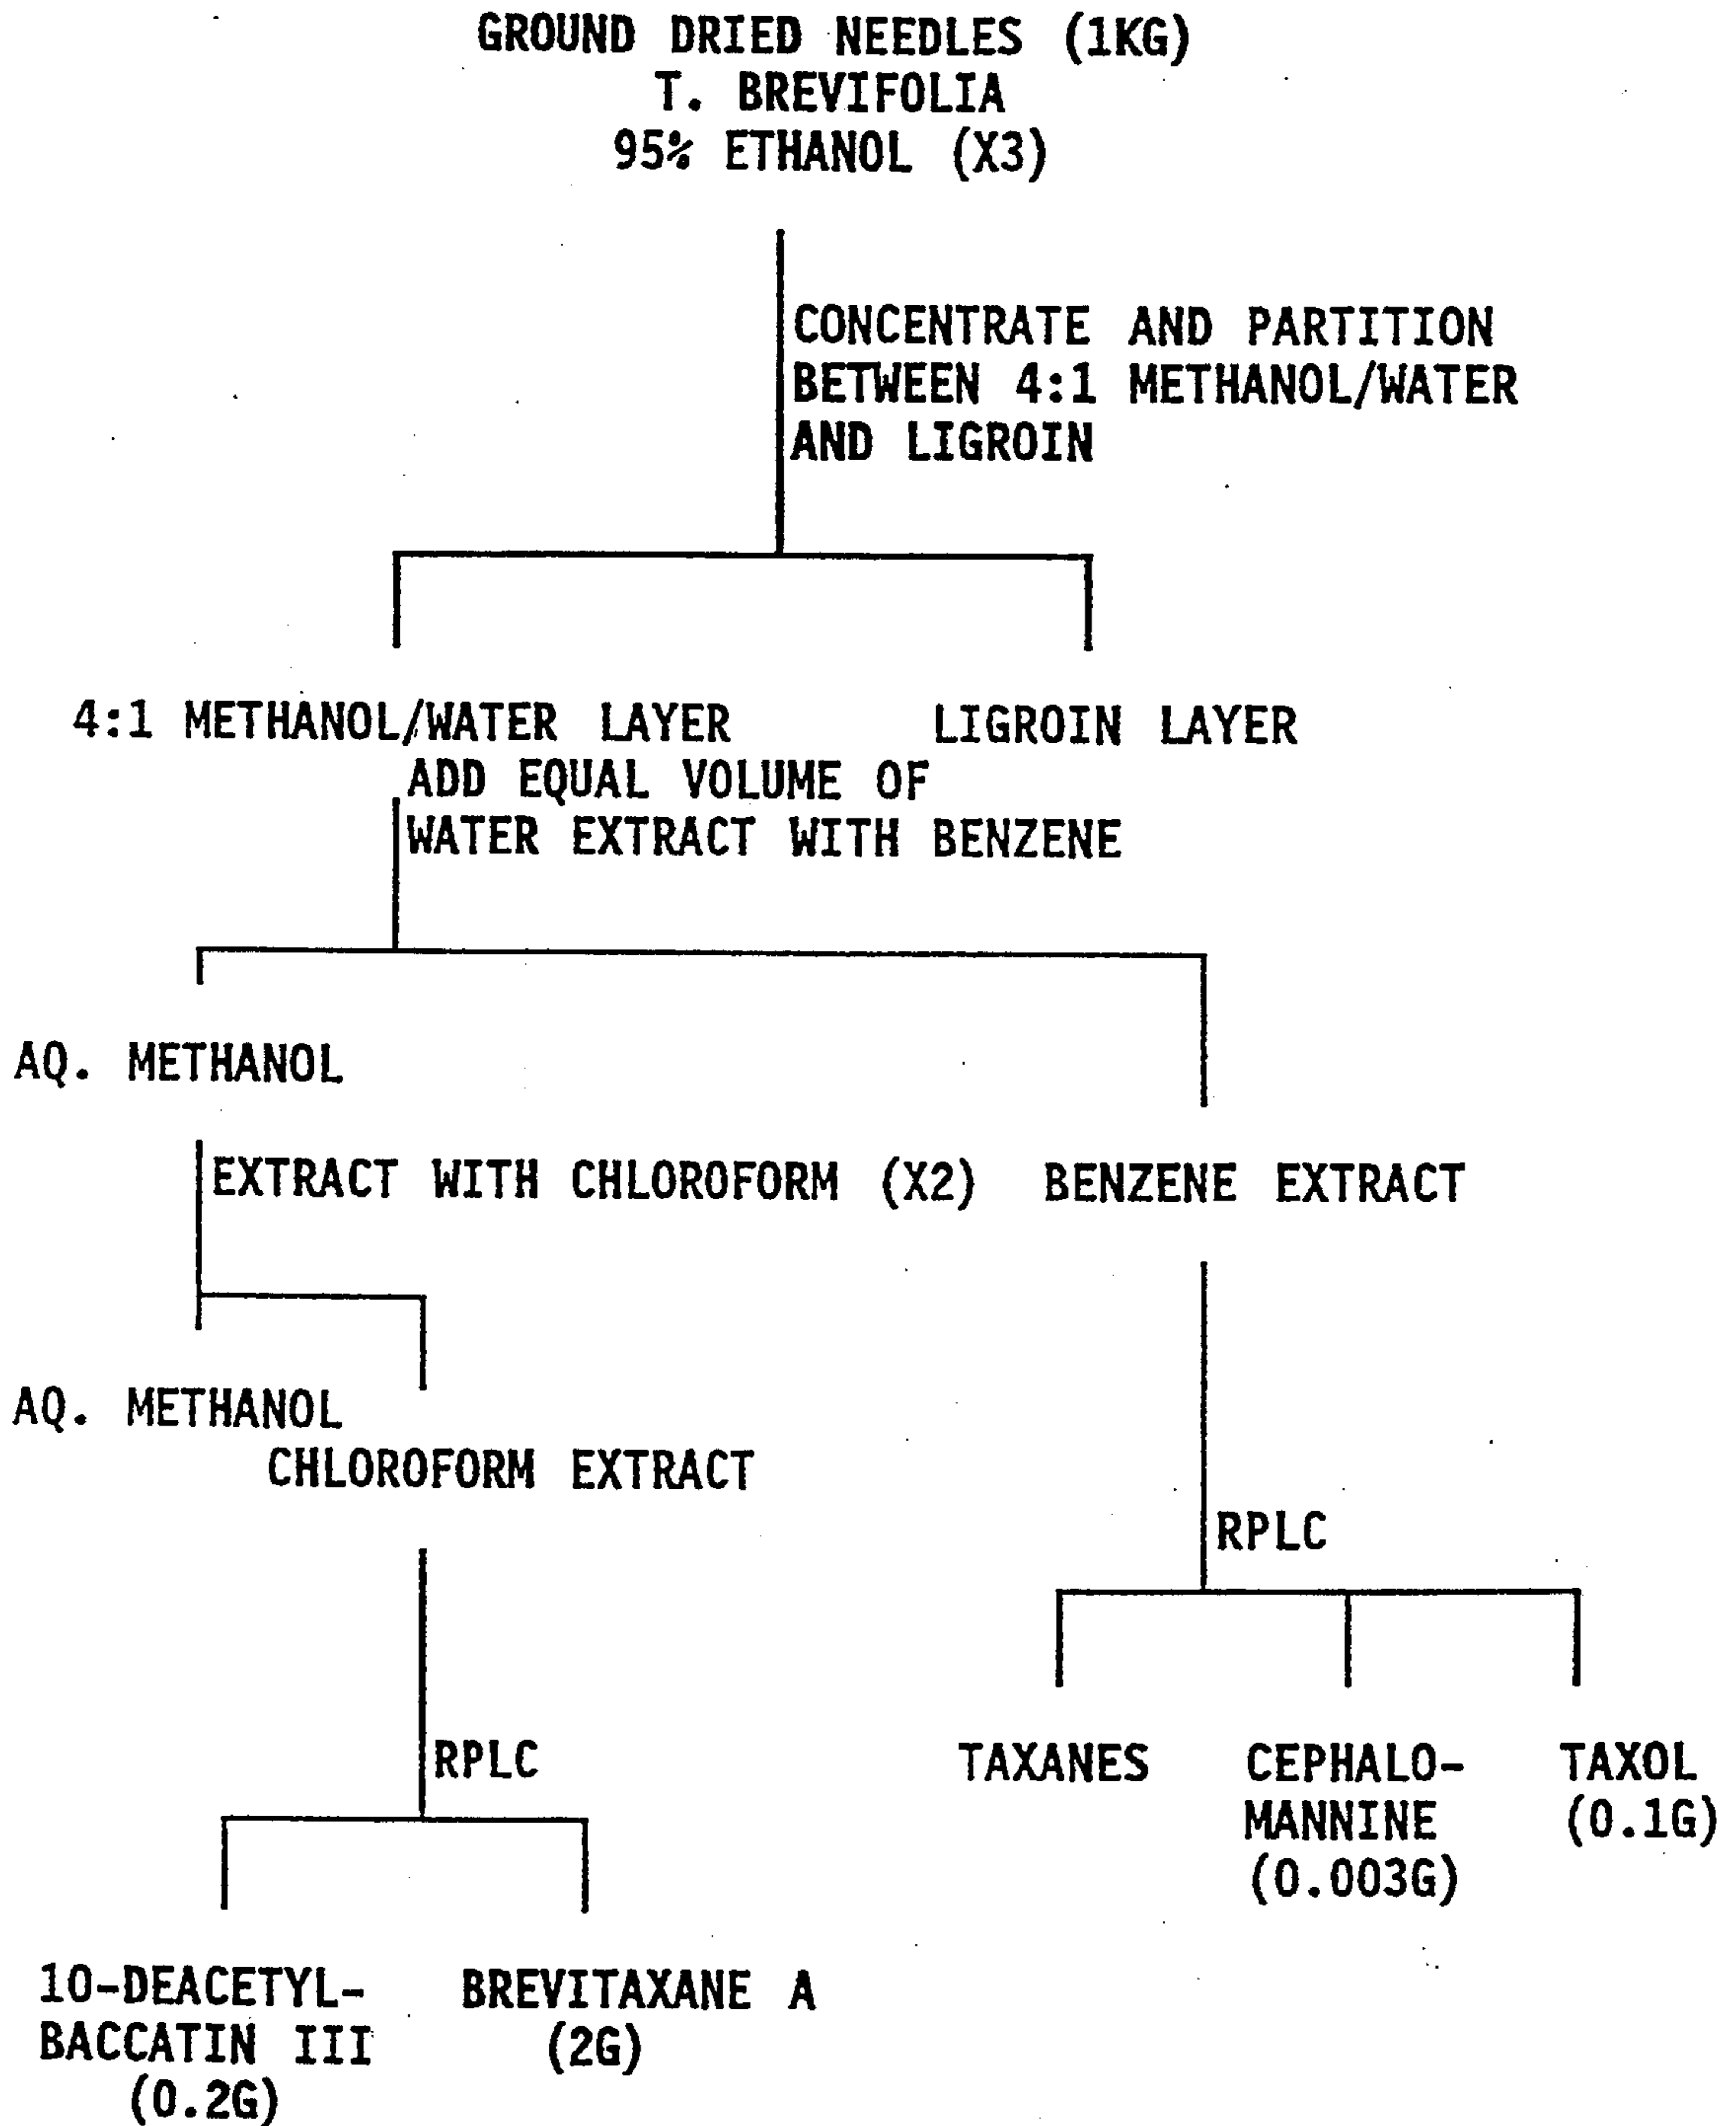 GROUND DRIED NEEDLES (1KG)
T. BREVIFOLIA
95% ETHANOL (X3)
CONCENTRATE AND PARTITION
BETWEEN 4:1 METHANOL/WATER
AND LIGROIN
4:1 METHANOL/WATER LAYER
LIGROIN LAYER
ADD EQUAL VOLUME OF
WATER EXTRACT WITH BENZENE
AQ. METHANOL
EXTRACT WITH CHLOROFORM (X2)
BENZENE EXTRACT
AQ. METHANOL
CHLOROFORM EXTRACT
RPLC
TAXANES
CEPHALO-
MANNINE
(0.003G)
TAXOL
(0.1G)
RPLC
10-DEACETYL-
BACCATIN III
(0.2G)
BREVITAXANE A
(2G)